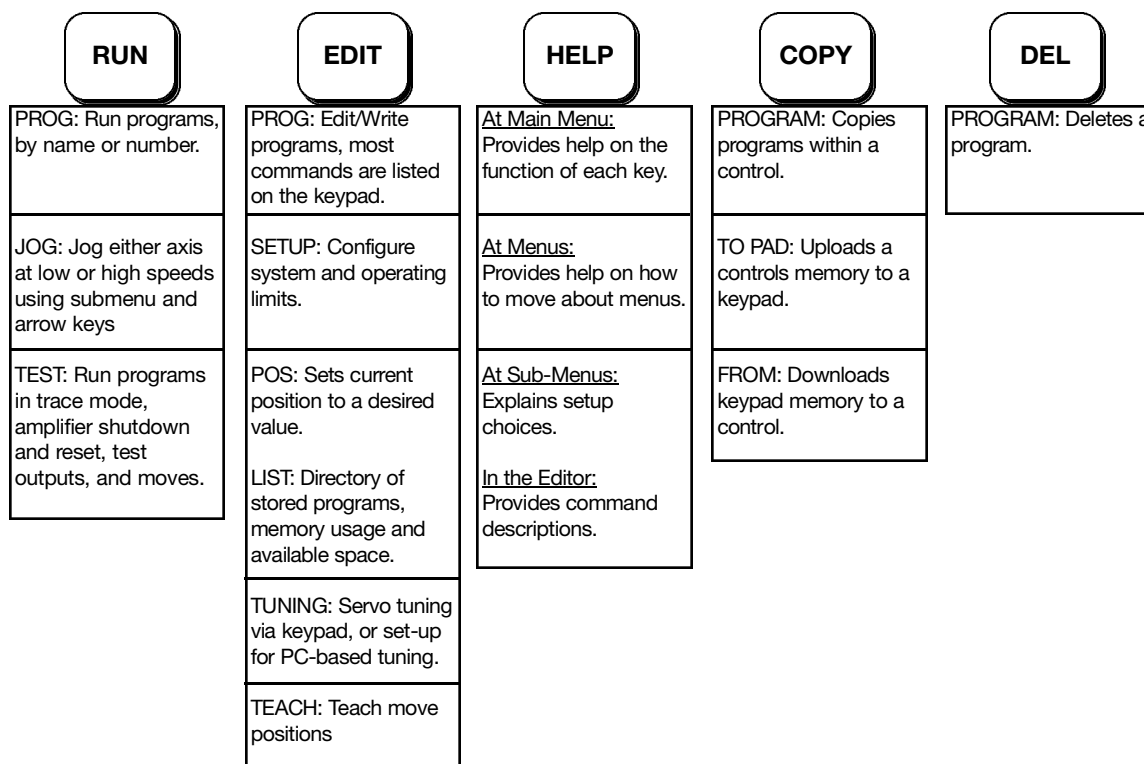 RUN
PROG: Run programs,
by name or number.
JOG: Jog either axis
at low or high speeds
using submenu and
arrow keys
TEST: Run programs
in trace mode,
amplifier shutdown
and reset, test
outputs, and moves.
EDIT
PROG: Edit/Write
programs, most
commands are listed
on the keypad.
SETUP: Configure
system and operating
limits.
POS: Sets current
position to a desired
value.
LIST: Directory of
stored programs,
memory usage and
available space.
TUNING: Servo tuning
via keypad, or set-up
for PC-based tuning.
TEACH: Teach move
positions
HELP
At Main Menu:
Provides help on the
function of each key.
At Menus:
Provides help on how
to move about menus.
At Sub-Menus:
Explains setup
choices.
In the Editor:
Provides command
descriptions.
COPY
PROGRAM: Copies
programs within a
control.
TO PAD: Uploads a
controls memory to a
keypad.
FROM: Downloads
keypad memory to a
control.
DEL
PROGRAM: Deletes a
program.